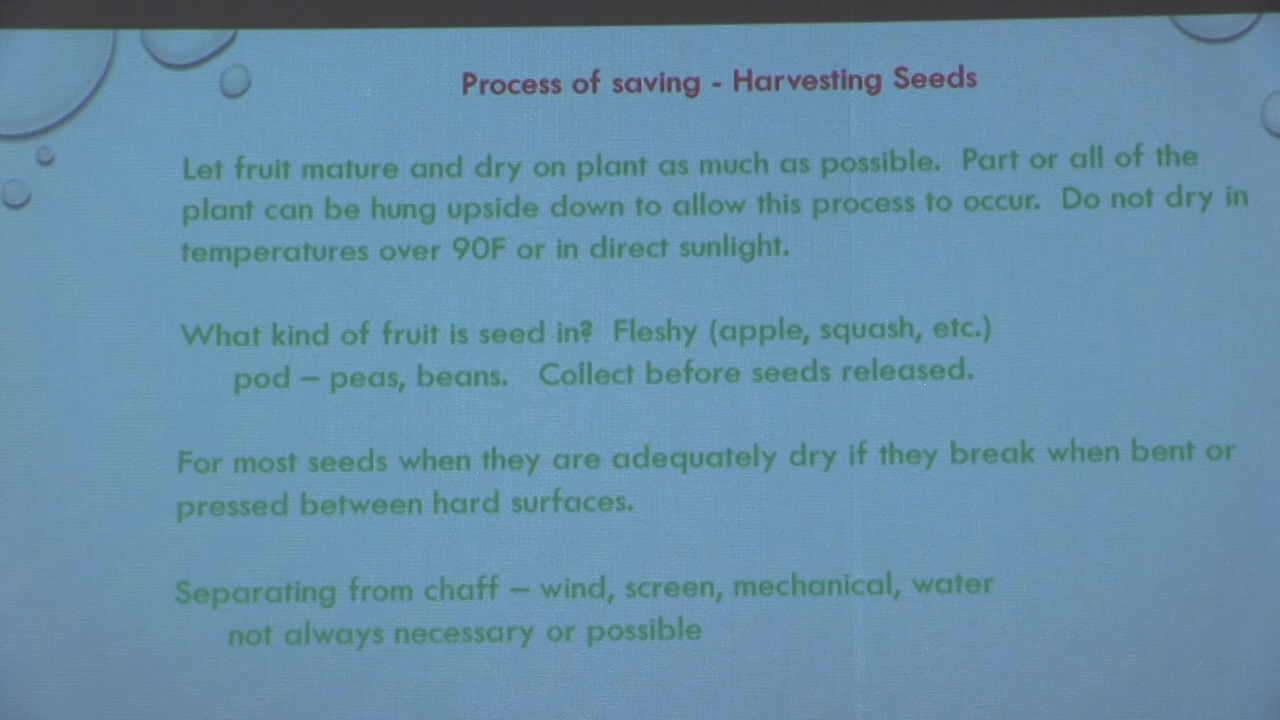 Process of saving - Harvesting Seeds
Let fruit mature and dry on plant as much as possible. Part or all of the
plant can be hung upside down to allow this process to occur. Do not dry in
temperatures over 90F or in direct sunlight.
What kind of fruit is seed in? Fleshy (apple, squash, etc.)
pod – peas, beans. Collect before seeds released.
For most seeds when they are adequately dry if they break when bent or
pressed between hard surfaces.
Separating from chaff – wind, screen, mechanical, water
not always necessary or possible